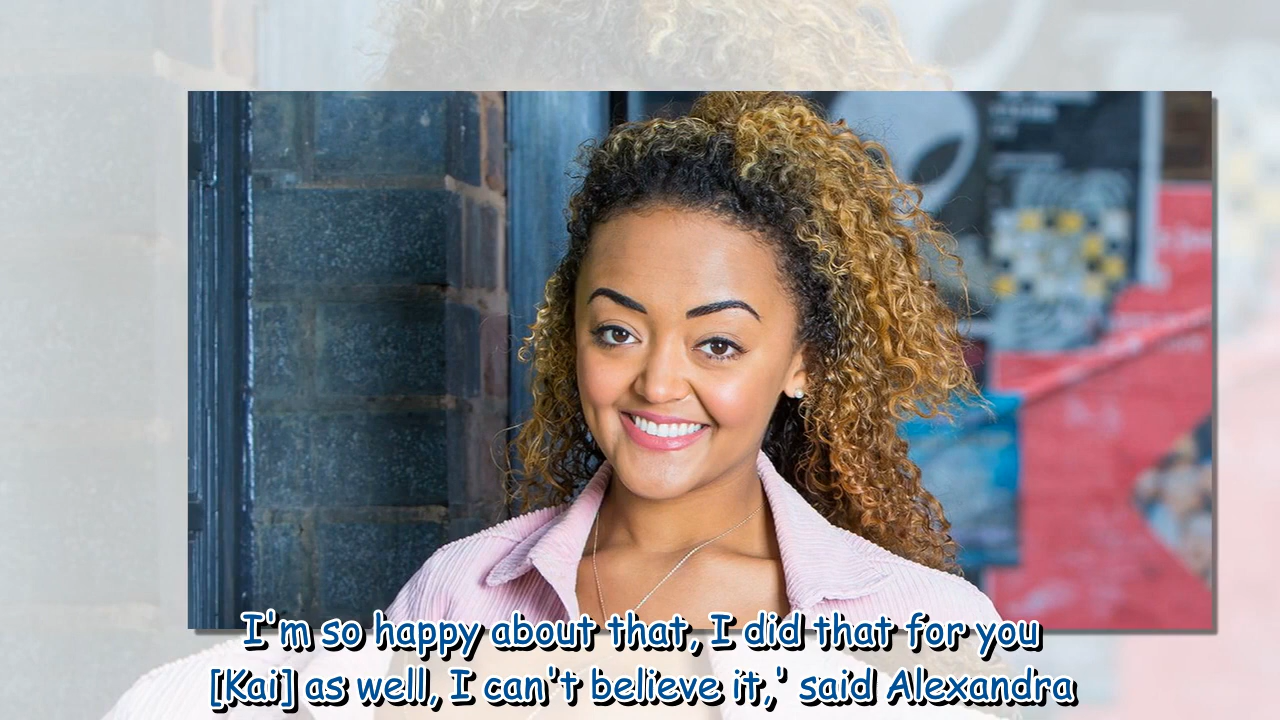 I'm so happy about that, I did that for you
[Kai] as well, I can't believe it,' said Alexandra